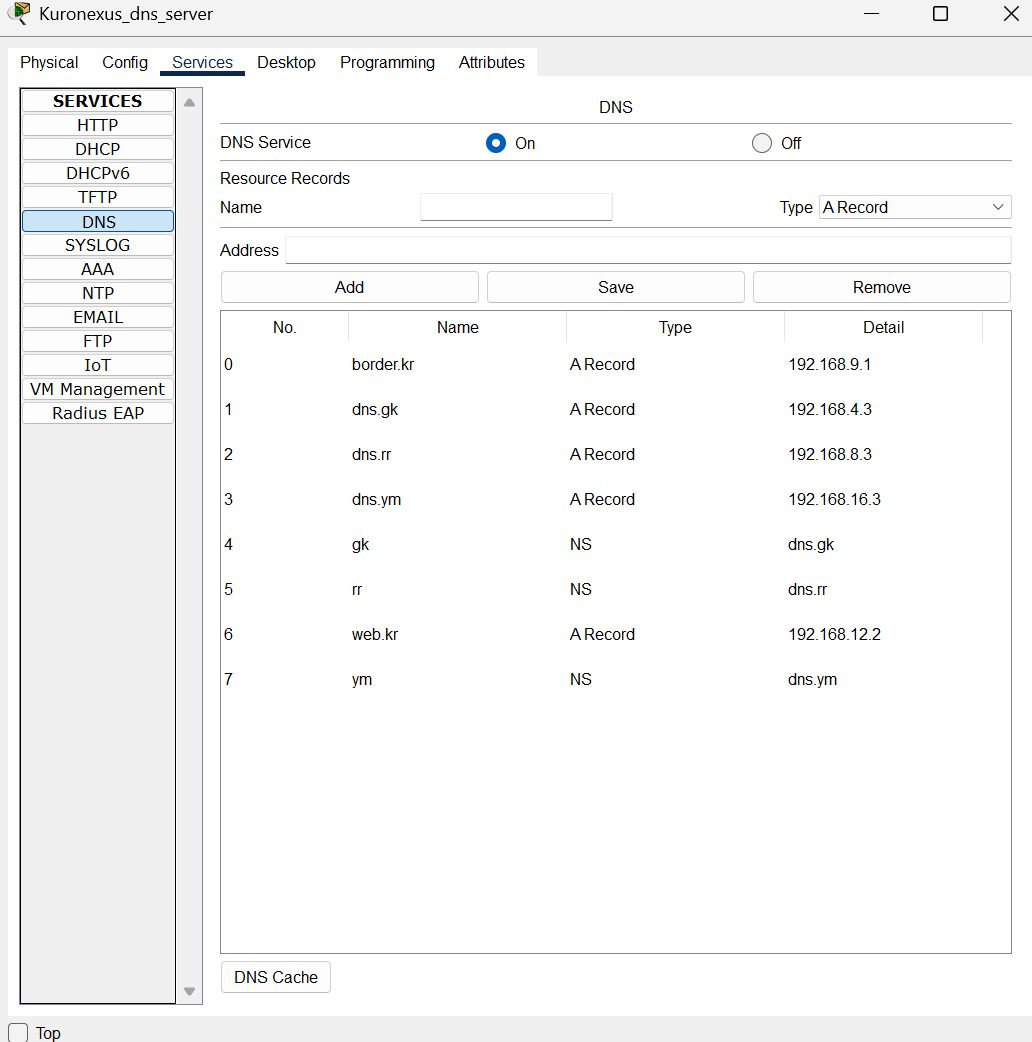 Kuronexus_dns_server
Physical Config Services Desktop Programming Attributes
SERVICES
HTTP
DHCP
DHCPv6
TFTP
DNS
SYSLOG
AAA
NTP
EMAIL
FTP
IoT
VM Management
Radius EAP
DNS
DNS Service On Off
Resource Records
Name Type A Record
Address
Add Save Remove
No. Name Type Detail
0 border.kr A Record 192.168.9.1
1 dns.gk A Record 192.168.4.3
2 dns.rr A Record 192.168.8.3
3 dns.ym A Record 192.168.16.3
4 gk NS dns.gk
5 rr NS dns.rr
6 web.kr A Record 192.168.12.2
7 ym NS dns.ym
DNS Cache
Top